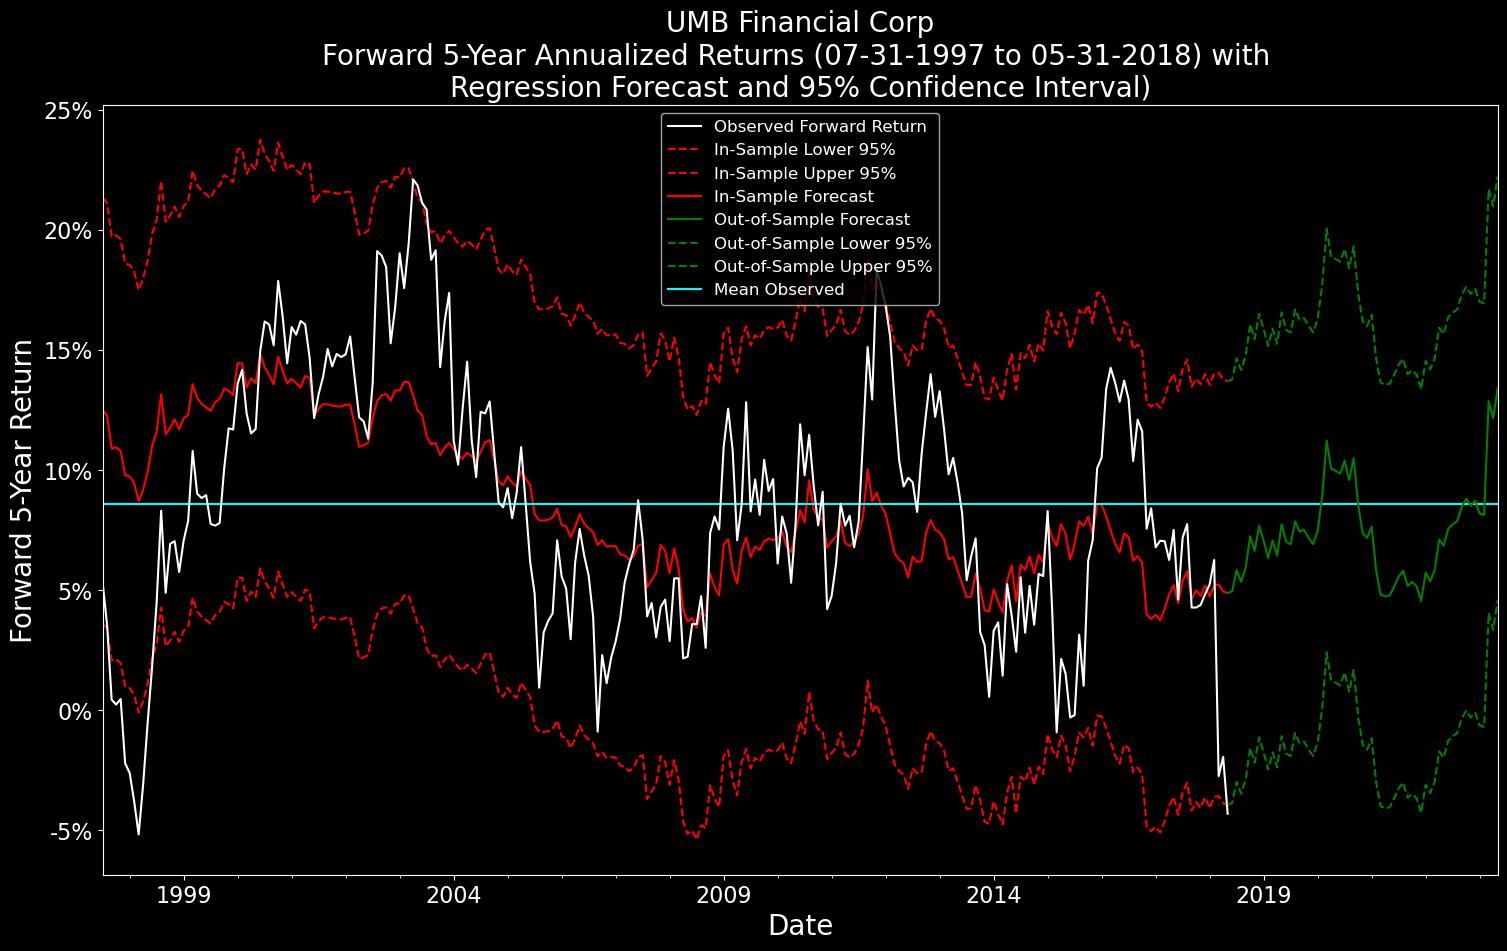 UMB Financial Corp
Forward 5-Year Annualized Returns (07-31-1997 to 05-31-2018) with
Regression Forecast and 95% Confidence Interval)
25%
20%
15%
10%
5%
0%
-5%
Forward 5-Year Return
Observed Forward Return
In-Sample Lower 95%
In-Sample Upper 95%
In-Sample Forecast
Out-of-Sample Forecast
Out-of-Sample Lower 95%
Out-of-Sample Upper 95%
Mean Observed
1999
2004
2009
2014
2019
Date